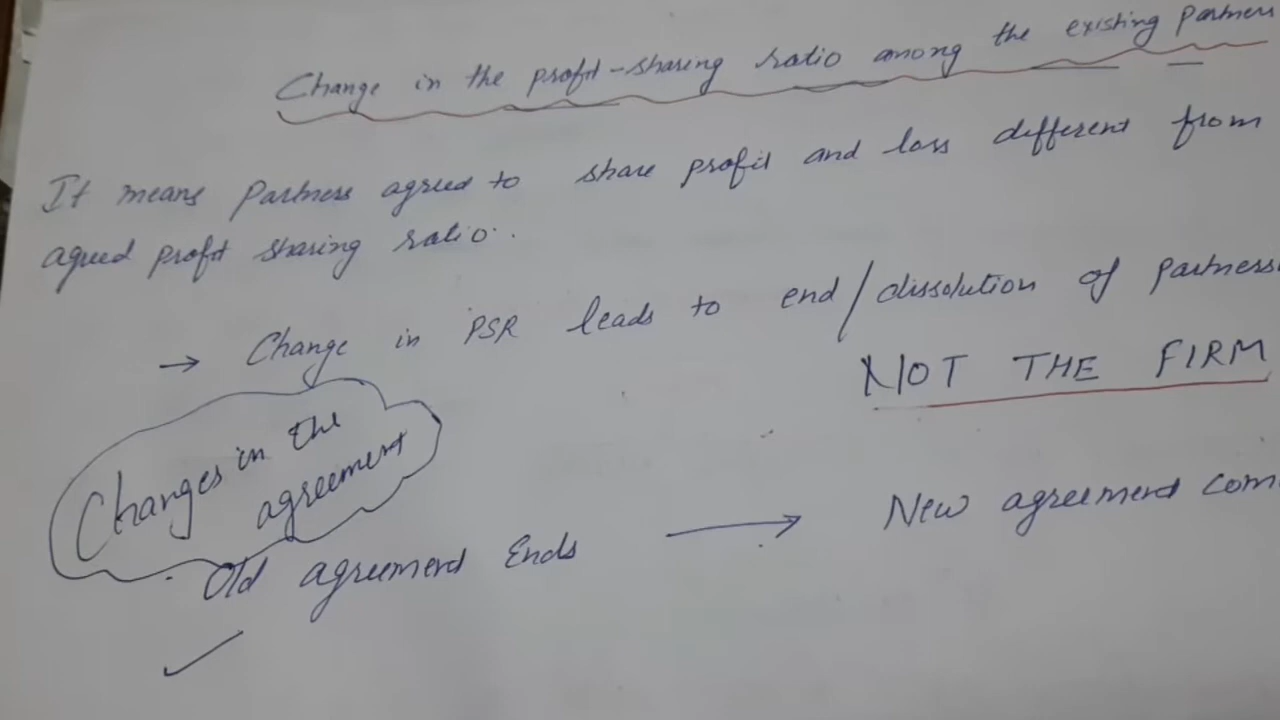 Change in the profit-sharing ratio among the existing Partners
It means Partners agreed to share profit and loss different from
agreed profit sharing ratio.
→ Change in PSR leads to end/dissolution of partners
NOT THE FIRM
Changes in the
agreement
Old agreement Ends → New agreement com